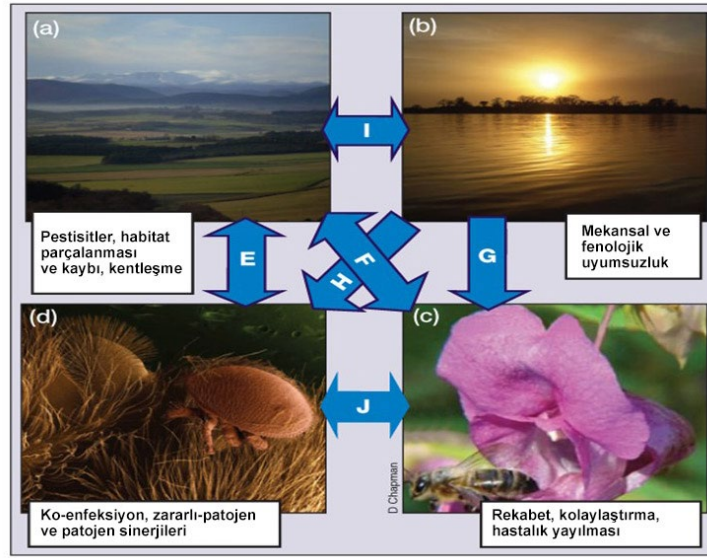 (a)
(b)
I
Pestisitler, habitat
parçalanması
ve kaybı, kentleşme
E
F
H
G
Mekansal ve
fenolojik
uyumsuzluk
(d)
(c)
J
D Chapman
Ko-enfeksiyon, zararlı-patojen
ve patojen sinerjileri
Rekabet, kolaylaştırma,
hastalık yayılması